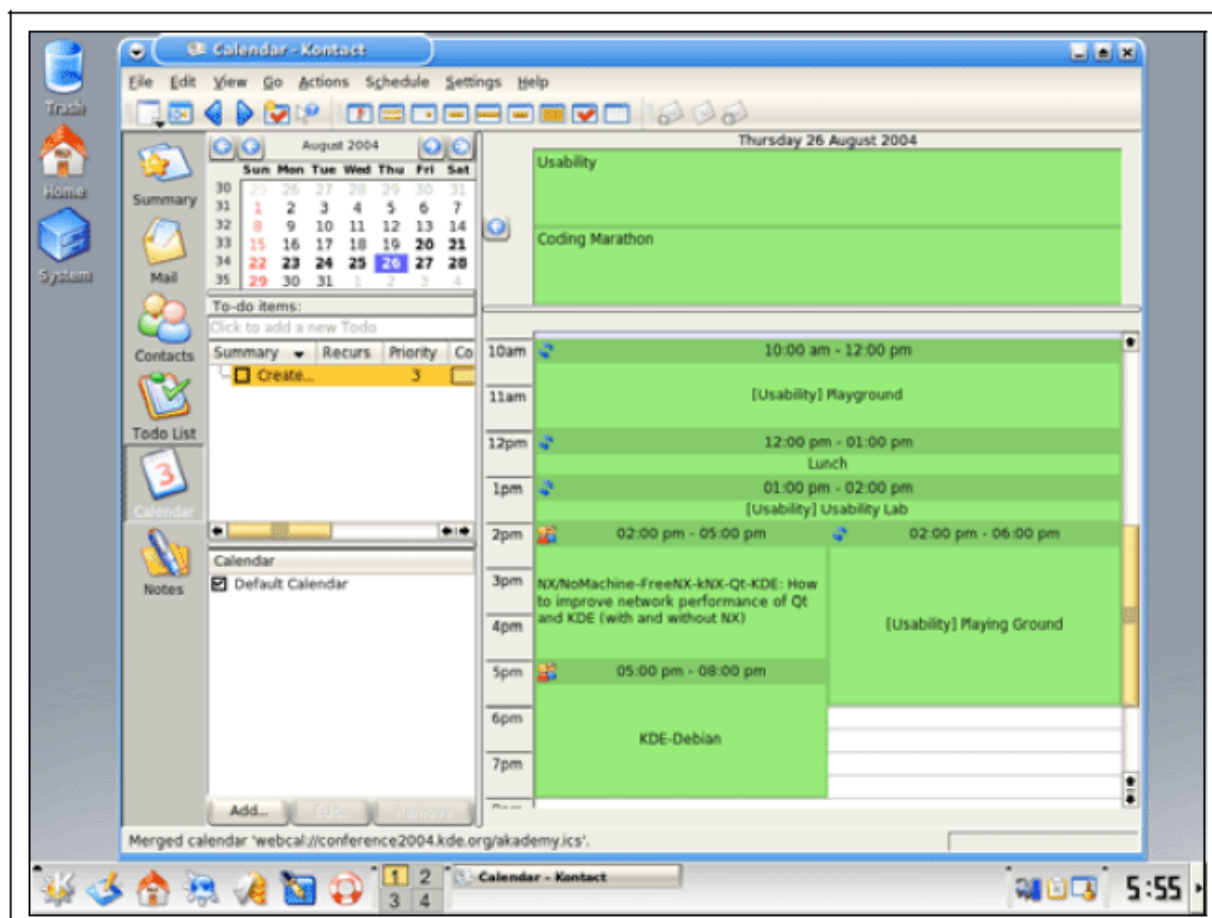 Trash
Home
System
Calendar - Kontact
File Edit View Go Actions Schedule Settings Help
Summary
Mail
Contacts
Todo List
Calendar
Notes
August 2004
Sun Mon Tue Wed Thu Fri Sat
30 25 26 27 28 29 30 31
31 1 2 3 4 5 6 7
32 8 9 10 11 12 13 14
33 15 16 17 18 19 20 21
34 22 23 24 25 26 27 28
35 29 30 31 1 2 3 4
To-do items:
Click to add a new Todo
Summary Recurs Priority Co
Create... 3
Calendar
Default Calendar
Add... Edit... Remove
Thursday 26 August 2004
Usability
Coding Marathon
10am
10:00 am - 12:00 pm
11am
[Usability] Playground
12pm
12:00 pm - 01:00 pm
Lunch
1pm
01:00 pm - 02:00 pm
[Usability] Usability Lab
2pm
02:00 pm - 05:00 pm
02:00 pm - 06:00 pm
3pm
NX/NoMachine-FreeNX-kNX-Qt-KDE: How
to improve network performance of Qt
and KDE (with and without NX)
4pm
[Usability] Playing Ground
5pm
05:00 pm - 08:00 pm
6pm
KDE-Debian
7pm
Merged calendar 'webcal://conference2004.kde.org/akademy.ics'.
1 2
3 4
Calendar - Kontact
5:55